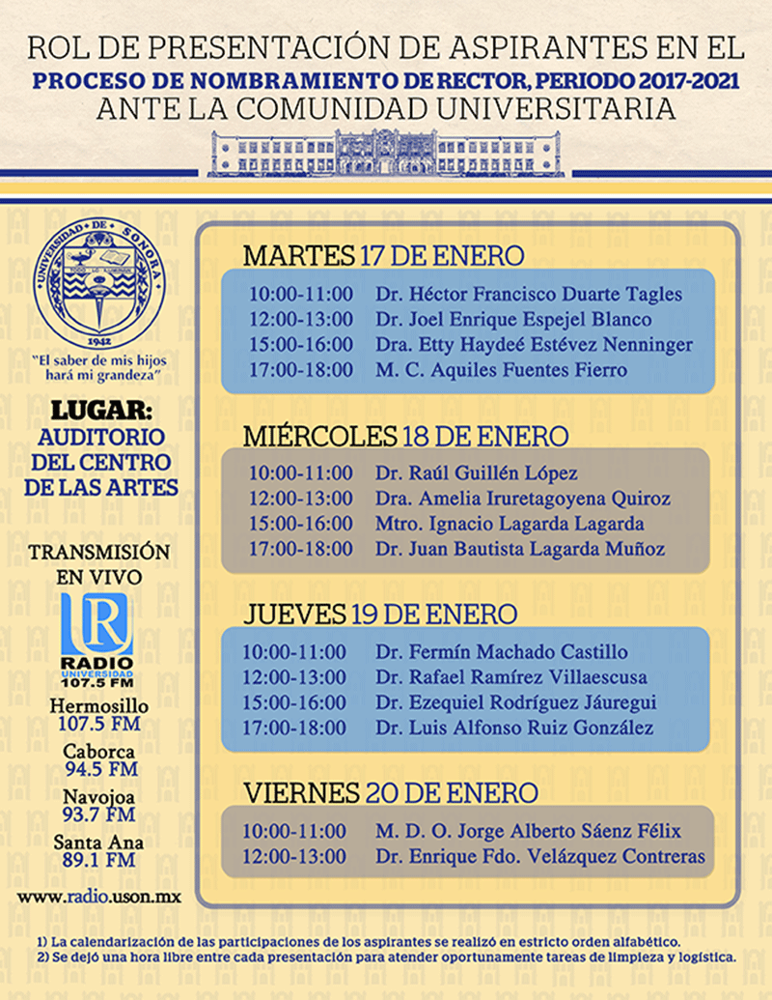 ROL DE PRESENTACIÓN DE ASPIRANTES EN EL
PROCESO DE NOMBRAMIENTO DE RECTOR, PERIODO 2017-2021
ANTE LA COMUNIDAD UNIVERSITARIA
UNIVERSIDAD DE SONORA
TODO LO ILUMINAN
1942
"El saber de mis hijos
hará mi grandeza"
LUGAR:
AUDITORIO
DEL CENTRO
DE LAS ARTES
TRANSMISIÓN
EN VIVO
UR
RADIO
UNIVERSIDAD
107.5 FM
Hermosillo
107.5 FM
Caborca
94.5 FM
Navojoa
93.7 FM
Santa Ana
89.1 FM
www.radio.uson.mx
MARTES 17 DE ENERO
10:00-11:00 Dr. Héctor Francisco Duarte Tagles
12:00-13:00 Dr. Joel Enrique Espejel Blanco
15:00-16:00 Dra. Etty Haydeé Estévez Nenninger
17:00-18:00 M. C. Aquiles Fuentes Fierro
MIÉRCOLES 18 DE ENERO
10:00-11:00 Dr. Raúl Guillén López
12:00-13:00 Dra. Amelia Iruretagoyena Quiroz
15:00-16:00 Mtro. Ignacio Lagarda Lagarda
17:00-18:00 Dr. Juan Bautista Lagarda Muñoz
JUEVES 19 DE ENERO
10:00-11:00 Dr. Fermín Machado Castillo
12:00-13:00 Dr. Rafael Ramírez Villaescusa
15:00-16:00 Dr. Ezequiel Rodríguez Jáuregui
17:00-18:00 Dr. Luis Alfonso Ruiz González
VIERNES 20 DE ENERO
10:00-11:00 M. D. O. Jorge Alberto Sáenz Félix
12:00-13:00 Dr. Enrique Fdo. Velázquez Contreras
1) La calendarización de las participaciones de los aspirantes se realizó en estricto orden alfabético.
2) Se dejó una hora libre entre cada presentación para atender oportunamente tareas de limpieza y logística.